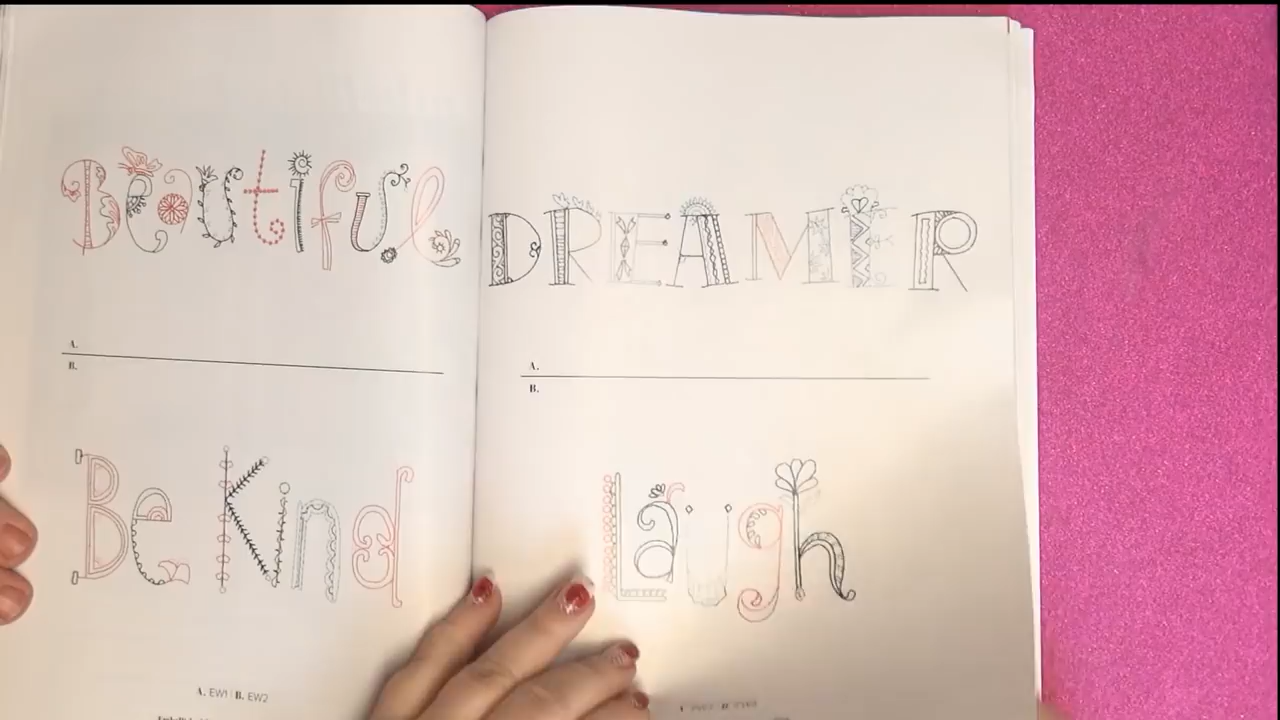 Beautiful
A.
B.
Be Kind
A. EW1 | B. EW2
DREAMER
A.
B.
Laugh